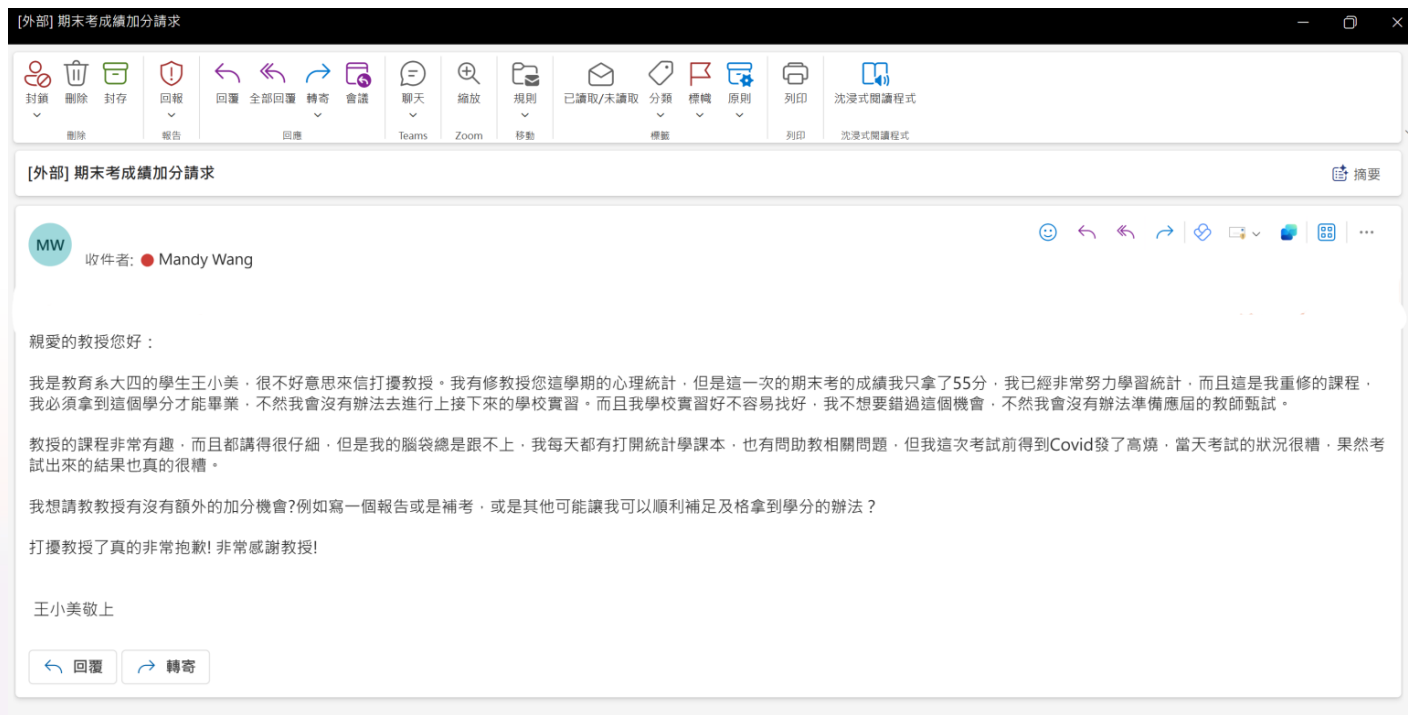 [外部] 期末考成績加分請求
封鎖 刪除 封存 回報 回覆 全部回覆 轉寄 會議 聊天 縮放 規則 已讀取/未讀取 分類 標幟 原則 列印 沈浸式閱讀程式
刪除 報告 回應 Teams Zoom 移動 標籤 列印 沈浸式閱讀程式
[外部] 期末考成績加分請求 摘要
MW
收件者: Mandy Wang
親愛的教授您好：
我是教育系大四的學生王小美，很不好意思來信打擾教授。我有修教授您這學期的心理統計，但是這一次的期末考的成績我只拿了55分，我已經非常努力學習統計，而且這是我重修的課程，
我必須拿到這個學分才能畢業，不然我會沒有辦法去進行上接下來的學校實習。而且我學校實習好不容易找好，我不想要錯過這個機會，不然我會沒有辦法準備應屆的教師甄試。
教授的課程非常有趣，而且都講得很仔細，但是我的腦袋總是跟不上，我每天都有打開統計學課本，也有問助教相關問題，但我這次考試前得到Covid發了高燒，當天考試的狀況很糟，果然考
試出來的結果也真的很糟。
我想請教教授有沒有額外的加分機會?例如寫一個報告或是補考，或是其他可能讓我可以順利補足及格拿到學分的辦法？
打擾教授了真的非常抱歉! 非常感謝教授!
王小美敬上
回覆 轉寄